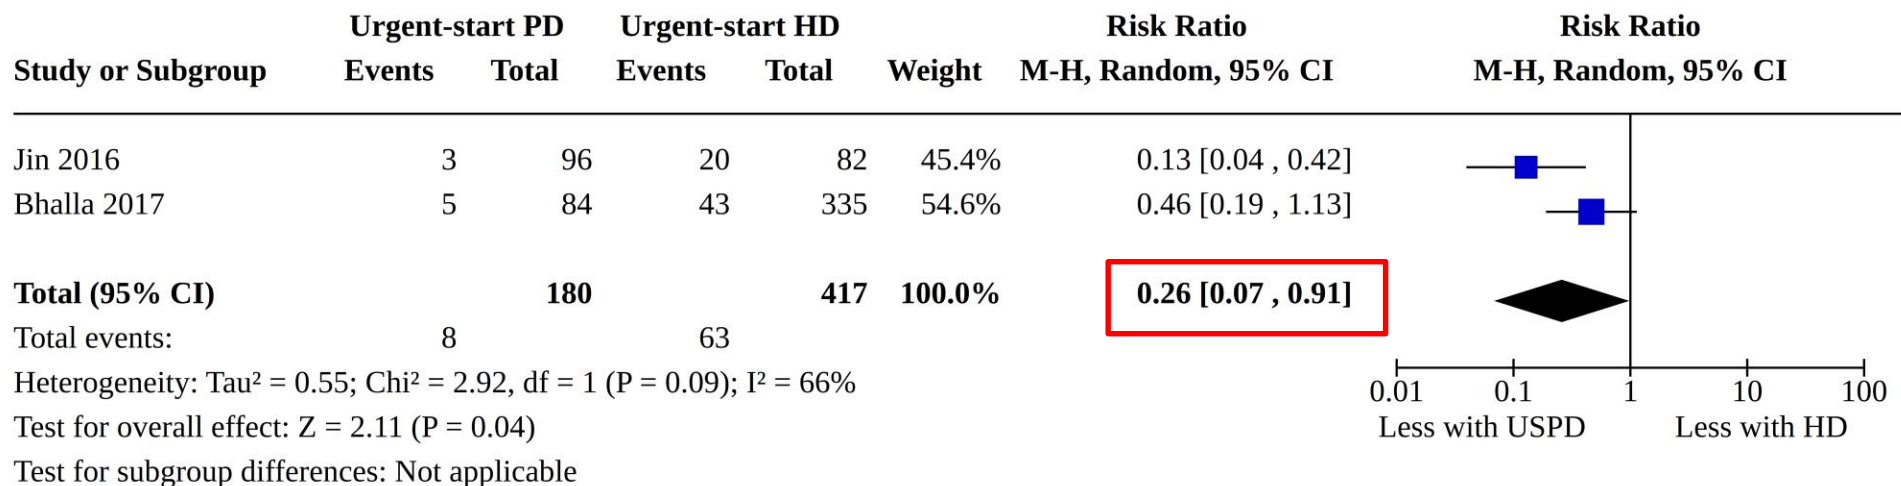 Urgent-start PD Urgent-start HD Risk Ratio Risk Ratio
Study or Subgroup Events Total Events Total Weight M-H, Random, 95% CI M-H, Random, 95% CI
Jin 2016 3 96 20 82 45.4% 0.13 [0.04 , 0.42]
Bhalla 2017 5 84 43 335 54.6% 0.46 [0.19 , 1.13]
Total (95% CI) 180 417 100.0% 0.26 [0.07 , 0.91]
Total events: 8 63
Heterogeneity: Tau² = 0.55; Chi² = 2.92, df = 1 (P = 0.09); I² = 66%
0.01 0.1 1 10 100
Test for overall effect: Z = 2.11 (P = 0.04) Less with USPD Less with HD
Test for subgroup differences: Not applicable